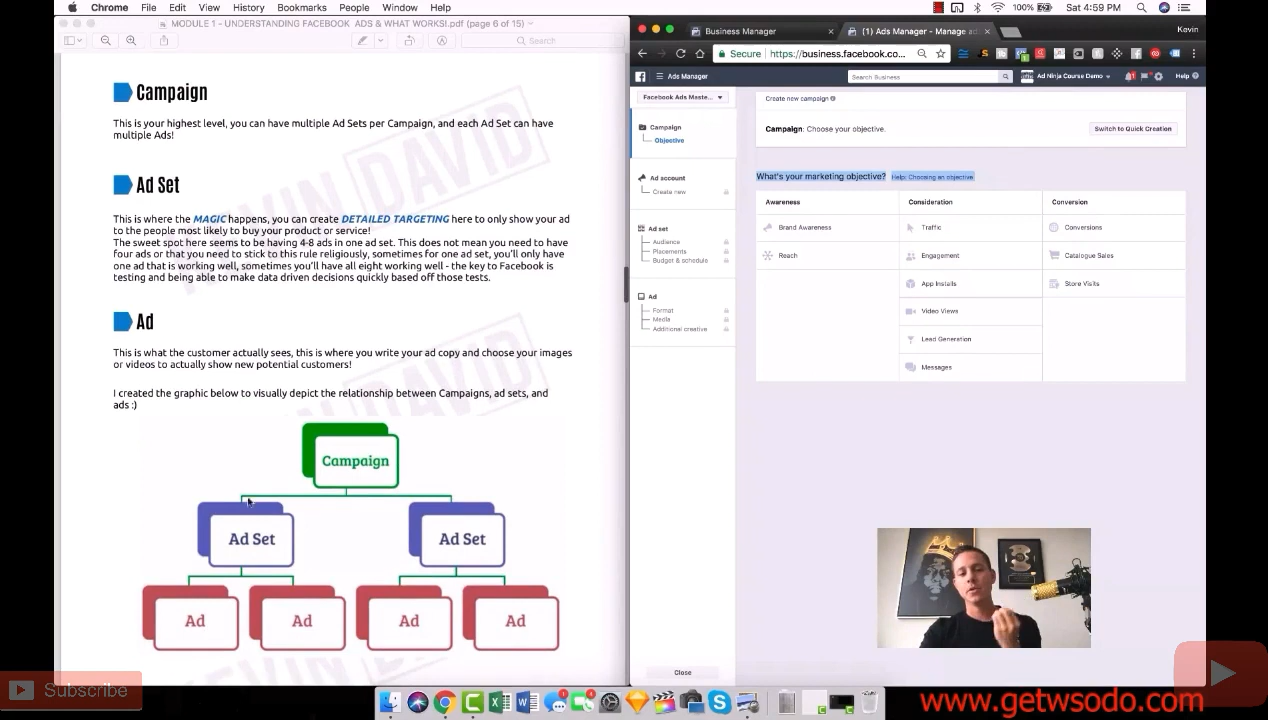 Chrome File Edit View History Bookmarks People Window Help
100% Sat 4:59 PM
MODULE 1 - UNDERSTANDING FACEBOOK ADS & WHAT WORKS!.pdf (page 6 of 15)
Search
Campaign
This is your highest level, you can have multiple Ad Sets per Campaign, and each Ad Set can have
multiple Ads!
Ad Set
This is where the MAGIC happens, you can create DETAILED TARGETING here to only show your ad
to the people most likely to buy your product or service!
The sweet spot here seems to be having 4-8 ads in one ad set. This does not mean you need to have
four ads or that you need to stick to this rule religiously, sometimes for one ad set, you'll only have
one ad that is working well, sometimes you'll have all eight working well - the key to Facebook is
testing and being able to make data driven decisions quickly based off those tests.
Ad
This is what the customer actually sees, this is where you write your ad copy and choose your images
or videos to actually show new potential customers!
I created the graphic below to visually depict the relationship between Campaigns, ad sets, and
ads :)
Campaign
Ad Set Ad Set
Ad Ad Ad Ad
KEVIN DAVID
Subscribe
Business Manager
(1) Ads Manager - Manage ad
Kevin
Secure https://business.facebook.co...
Ads Manager
Search Business
Ad Ninja Course Demo
Help
Facebook Ads Maste...
Campaign
Objective
Ad account
Create new
Ad set
Audience
Placements
Budget & schedule
Ad
Format
Media
Additional creative
Close
Create new campaign
Campaign: Choose your objective.
Switch to Quick Creation
What's your marketing objective? Help: Choosing an objective
Awareness Consideration Conversion
Brand Awareness Traffic Conversions
Reach Engagement Catalogue Sales
App Installs Store Visits
Video Views
Lead Generation
Messages
www.getwsodo.com